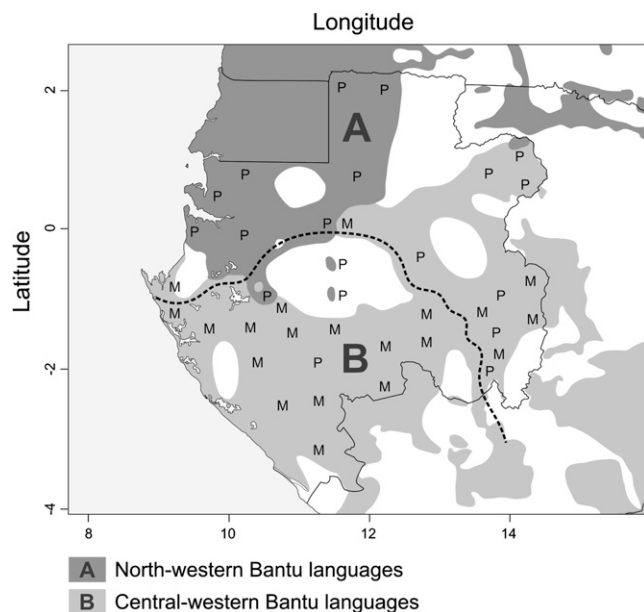 Longitude
Latitude
2
0
-2
-4
8
10
12
14
A
B
P P
P P
P P
P
P P M
P P
P
M
P
P
P P
M
M
M
M
M M M M
P
M M
M
M
M
M M
M P
M
M
P M
M
P
A North-western Bantu languages
B Central-western Bantu languages